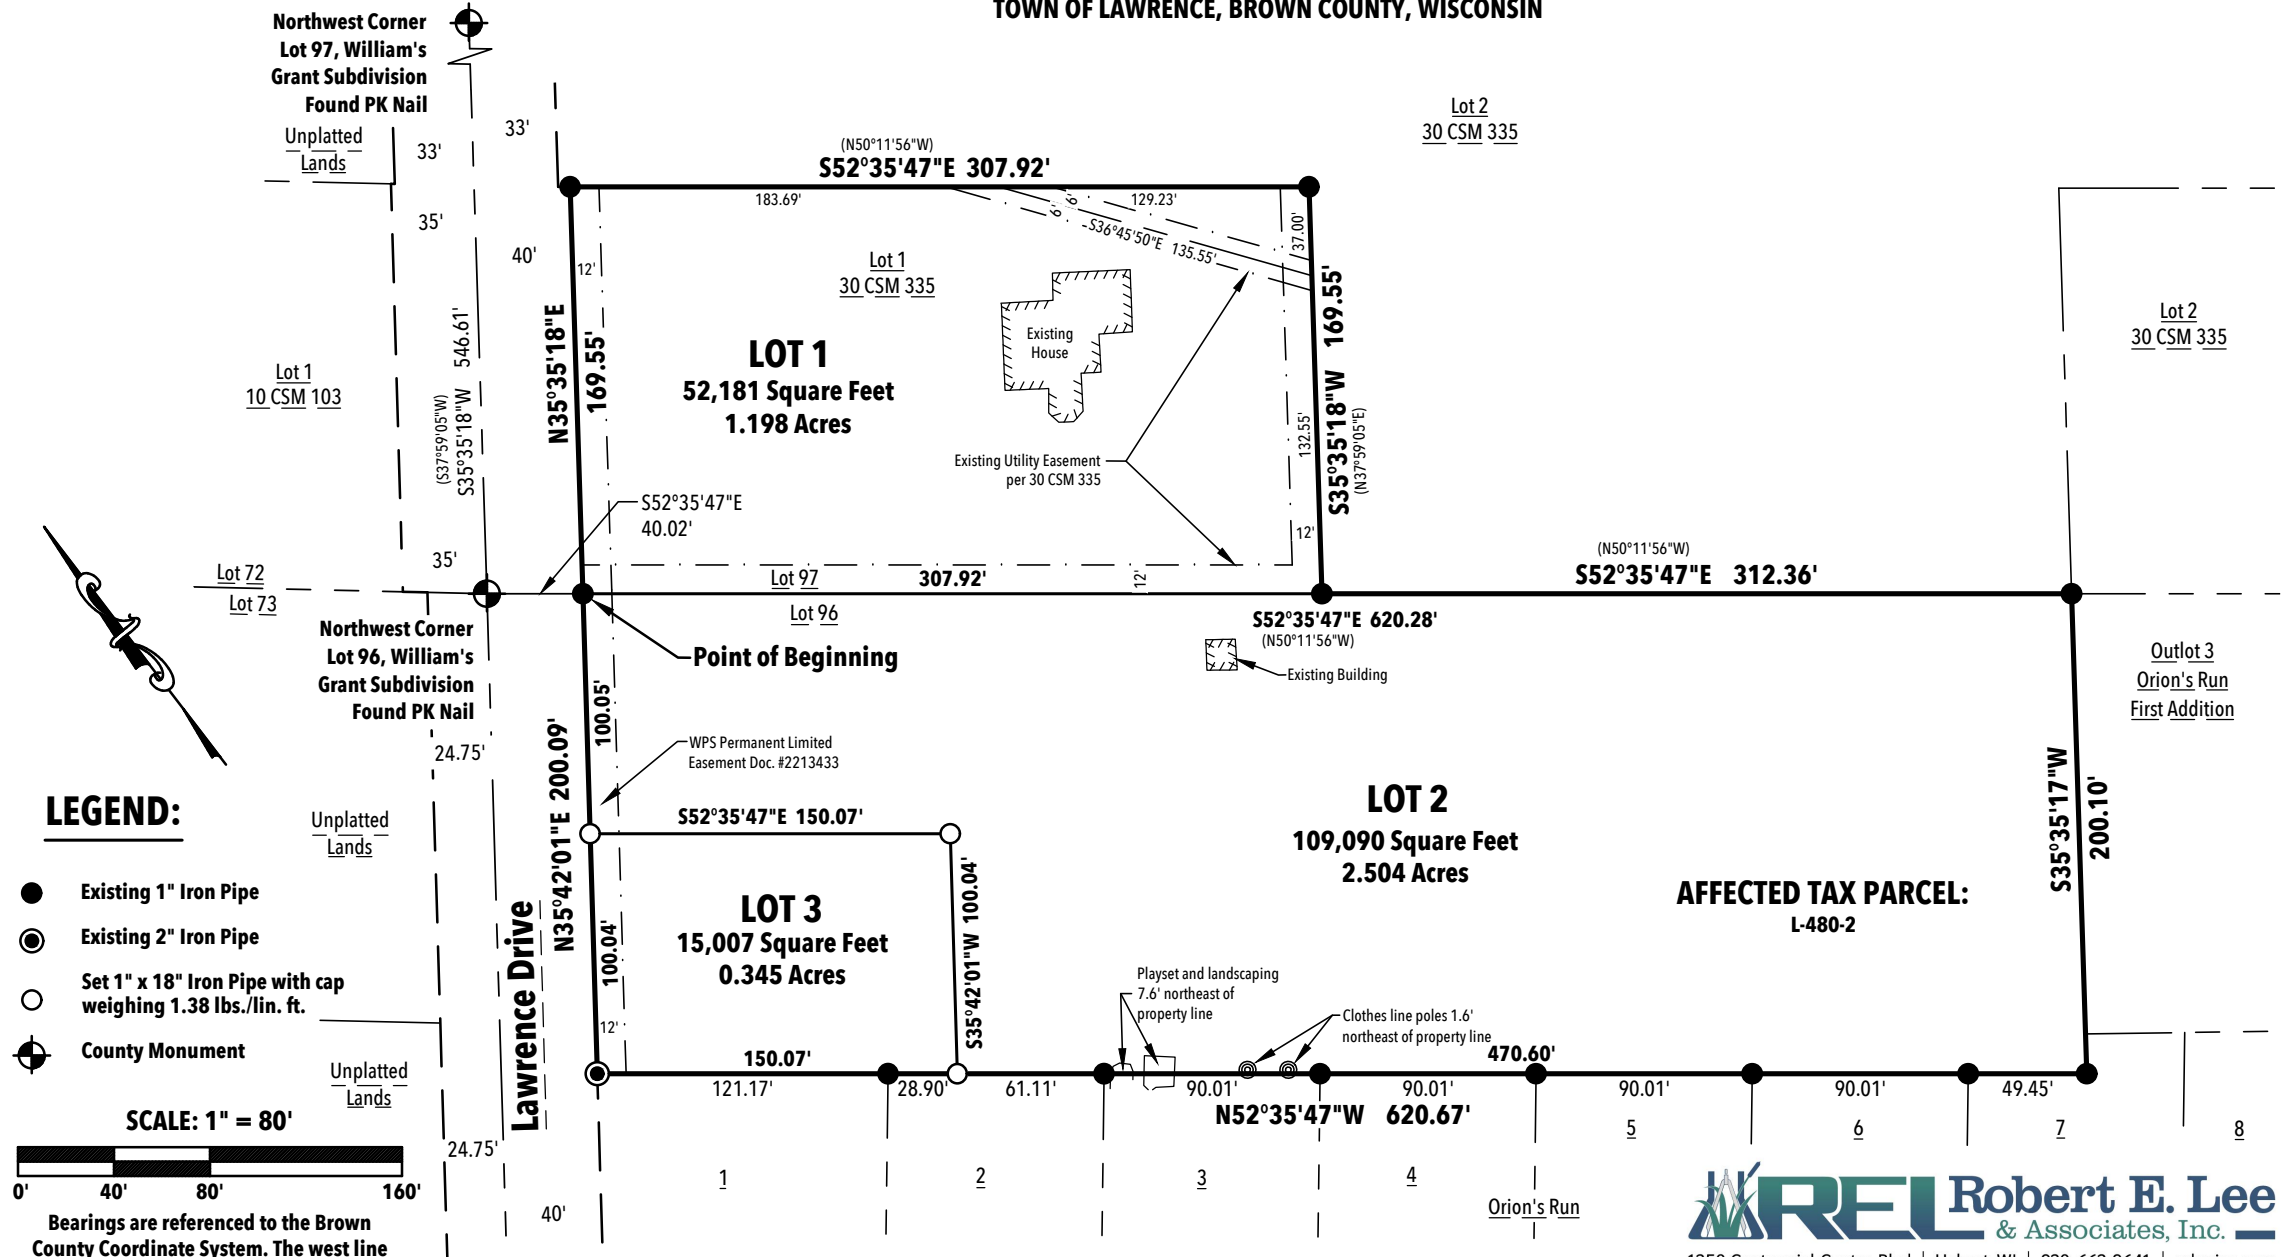 TOWN OF LAWRENCE, BROWN COUNTY, WISCONSIN
Northwest Corner
Lot 97, William's
Grant Subdivision
Found PK Nail
Unplatted
Lands
33'
33'
35'
40'
(N50°11'56"W)
S52°35'47"E 307.92'
183.69'
129.23'
6'
6'
S36°45'50"E 135.55'
37.00'
12'
Lot 2
30 CSM 335
Lot 1
30 CSM 335
Existing
House
LOT 1
52,181 Square Feet
1.198 Acres
N35°35'18"E
169.55'
S35°35'18"W 169.55'
(N37°59'05"E)
132.55'
12'
Lot 2
30 CSM 335
Lot 1
10 CSM 103
(S37°59'05"W)
S35°35'18"W 546.61'
Existing Utility Easement
per 30 CSM 335
S52°35'47"E
40.02'
35'
Lot 72
Lot 73
Lot 97
307.92'
12'
Lot 96
(N50°11'56"W)
S52°35'47"E 312.36'
S52°35'47"E 620.28'
(N50°11'56"W)
Northwest Corner
Lot 96, William's
Grant Subdivision
Found PK Nail
Point of Beginning
Existing Building
Outlot 3
Orion's Run
First Addition
24.75'
N35°42'01"E 200.09'
100.05'
WPS Permanent Limited
Easement Doc. #2213433
S52°35'47"E 150.07'
LOT 2
109,090 Square Feet
2.504 Acres
S35°35'17"W
200.10'
AFFECTED TAX PARCEL:
L-480-2
LEGEND:
Existing 1" Iron Pipe
Existing 2" Iron Pipe
Set 1" x 18" Iron Pipe with cap
weighing 1.38 lbs./lin. ft.
County Monument
Unplatted
Lands
Lawrence Drive
100.04'
12'
LOT 3
15,007 Square Feet
0.345 Acres
S35°42'01"W 100.04'
Playset and landscaping
7.6' northeast of
property line
Clothes line poles 1.6'
northeast of property line
150.07'
470.60'
121.17'
28.90'
61.11'
90.01'
90.01'
90.01'
90.01'
49.45'
N52°35'47"W 620.67'
Unplatted
Lands
24.75'
40'
1
2
3
4
5
6
7
8
Orion's Run
SCALE: 1" = 80'
0'
40'
80'
160'
Bearings are referenced to the Brown
County Coordinate System. The west line
REL Robert E. Lee
& Associates, Inc.